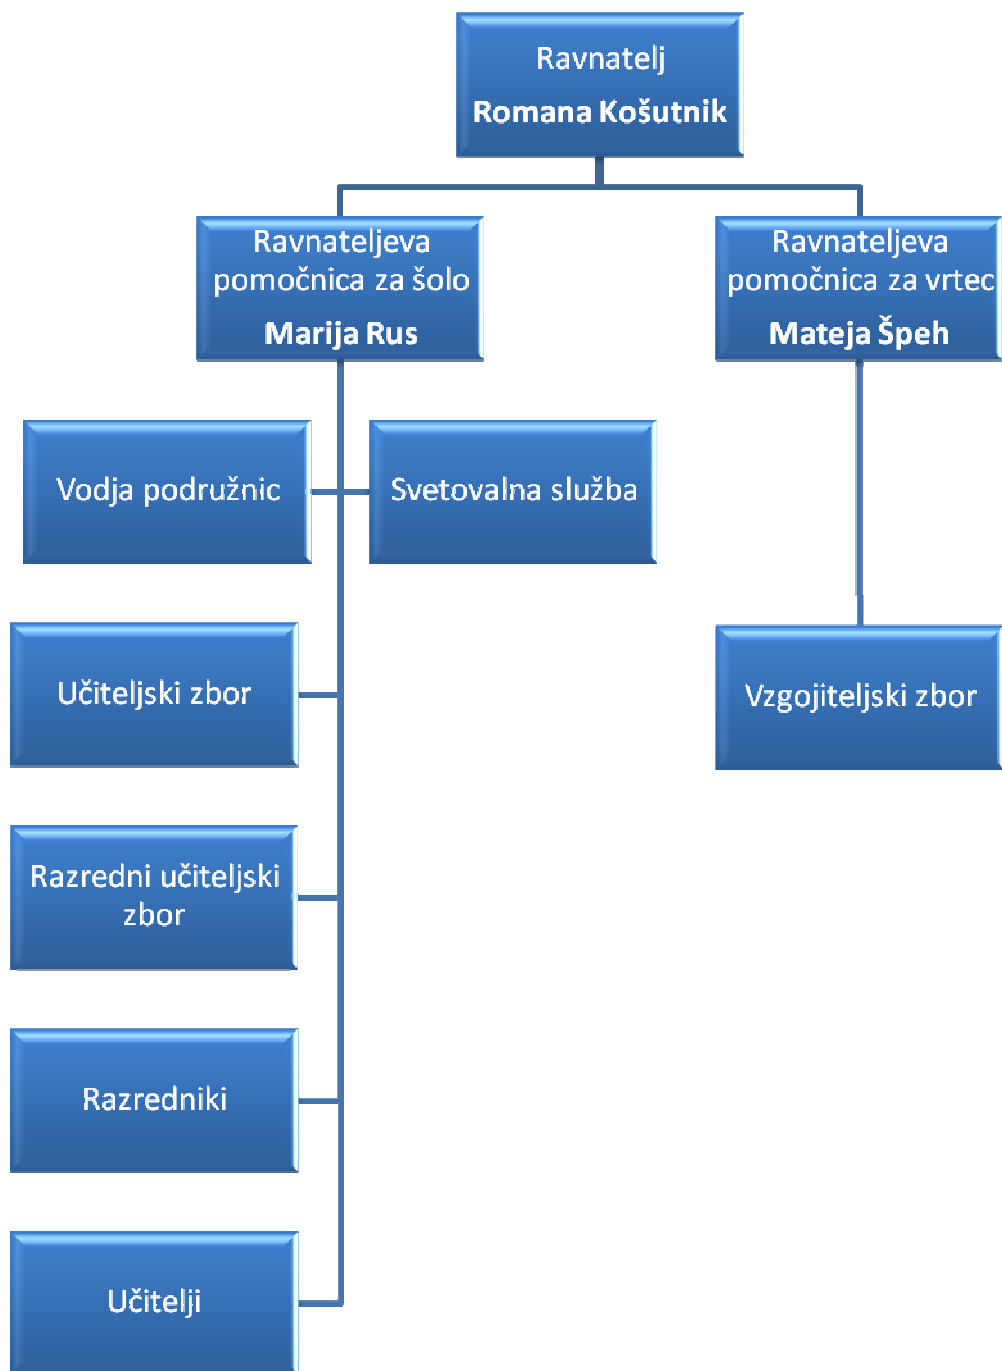 Ravnatelj
Romana Košutnik
Ravnateljeva
pomočnica za šolo
Marija Rus
Ravnateljeva
pomočnica za vrtec
Mateja Špeh
Vodja podružnic
Svetovalna služba
Učiteljski zbor
Vzgojiteljski zbor
Razredni učiteljski
zbor
Razredniki
Učitelji